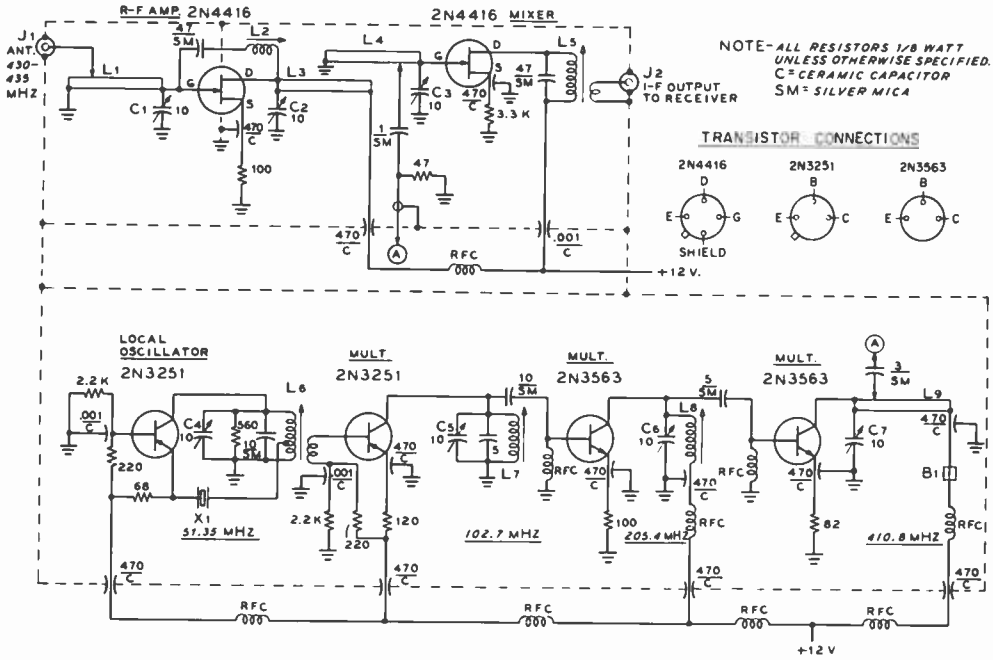 R-F AMP. 2N4416
2N4416 MIXER
J1
ANT.
430-
435
MHZ
47
SM
L2
L1
G
D
S
C1
10
L3
C2
10
470
C
100
L4
G
D
S
C3
10
1
SM
47
A
470
C
3.3 K
47
SM
L5
J2
I-F OUTPUT
TO RECEIVER
470
C
.001
C
RFC
+12 V.
NOTE- ALL RESISTORS 1/8 WATT
UNLESS OTHERWISE SPECIFIED.
C = CERAMIC CAPACITOR
SM = SILVER MICA
TRANSISTOR CONNECTIONS
2N4416
2N3251
2N3563
D
B
B
E
G
E
C
E
C
SHIELD
LOCAL
OSCILLATOR
2N3251
2.2 K
.001
C
220
68
X1
51.35 MHZ
C4
10
560
10
SM
L6
MULT.
2N3251
.001
C
2.2K
220
470
C
120
C5
10
5
L7
102.7 MHZ
10
SM
MULT.
2N3563
RFC
470
C
100
C6
10
L8
470
C
RFC
205.4 MHZ
5
SM
MULT.
2N3563
RFC
470
C
82
A
3
SM
L9
C7
10
470
C
B1
RFC
410.8 MHZ
470
C
470
C
470
C
470
C
RFC
RFC
RFC
RFC
+12 V